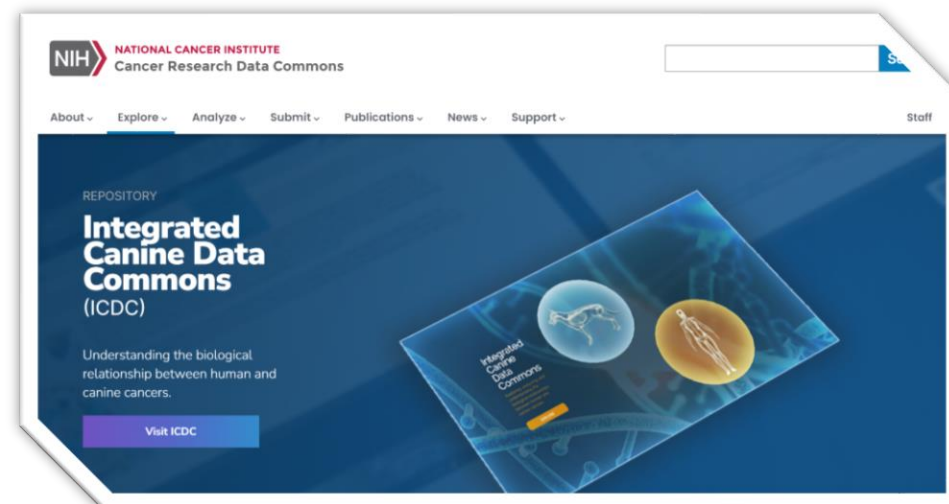 NIH
NATIONAL CANCER INSTITUTE
Cancer Research Data Commons
About
Explore
Analyze
Submit
Publications
News
Support
Staff
REPOSITORY
Integrated
Canine Data
Commons
(ICDC)
Understanding the biological
relationship between human and
canine cancers.
Visit ICDC
Integrated
Canine
Data
Commons